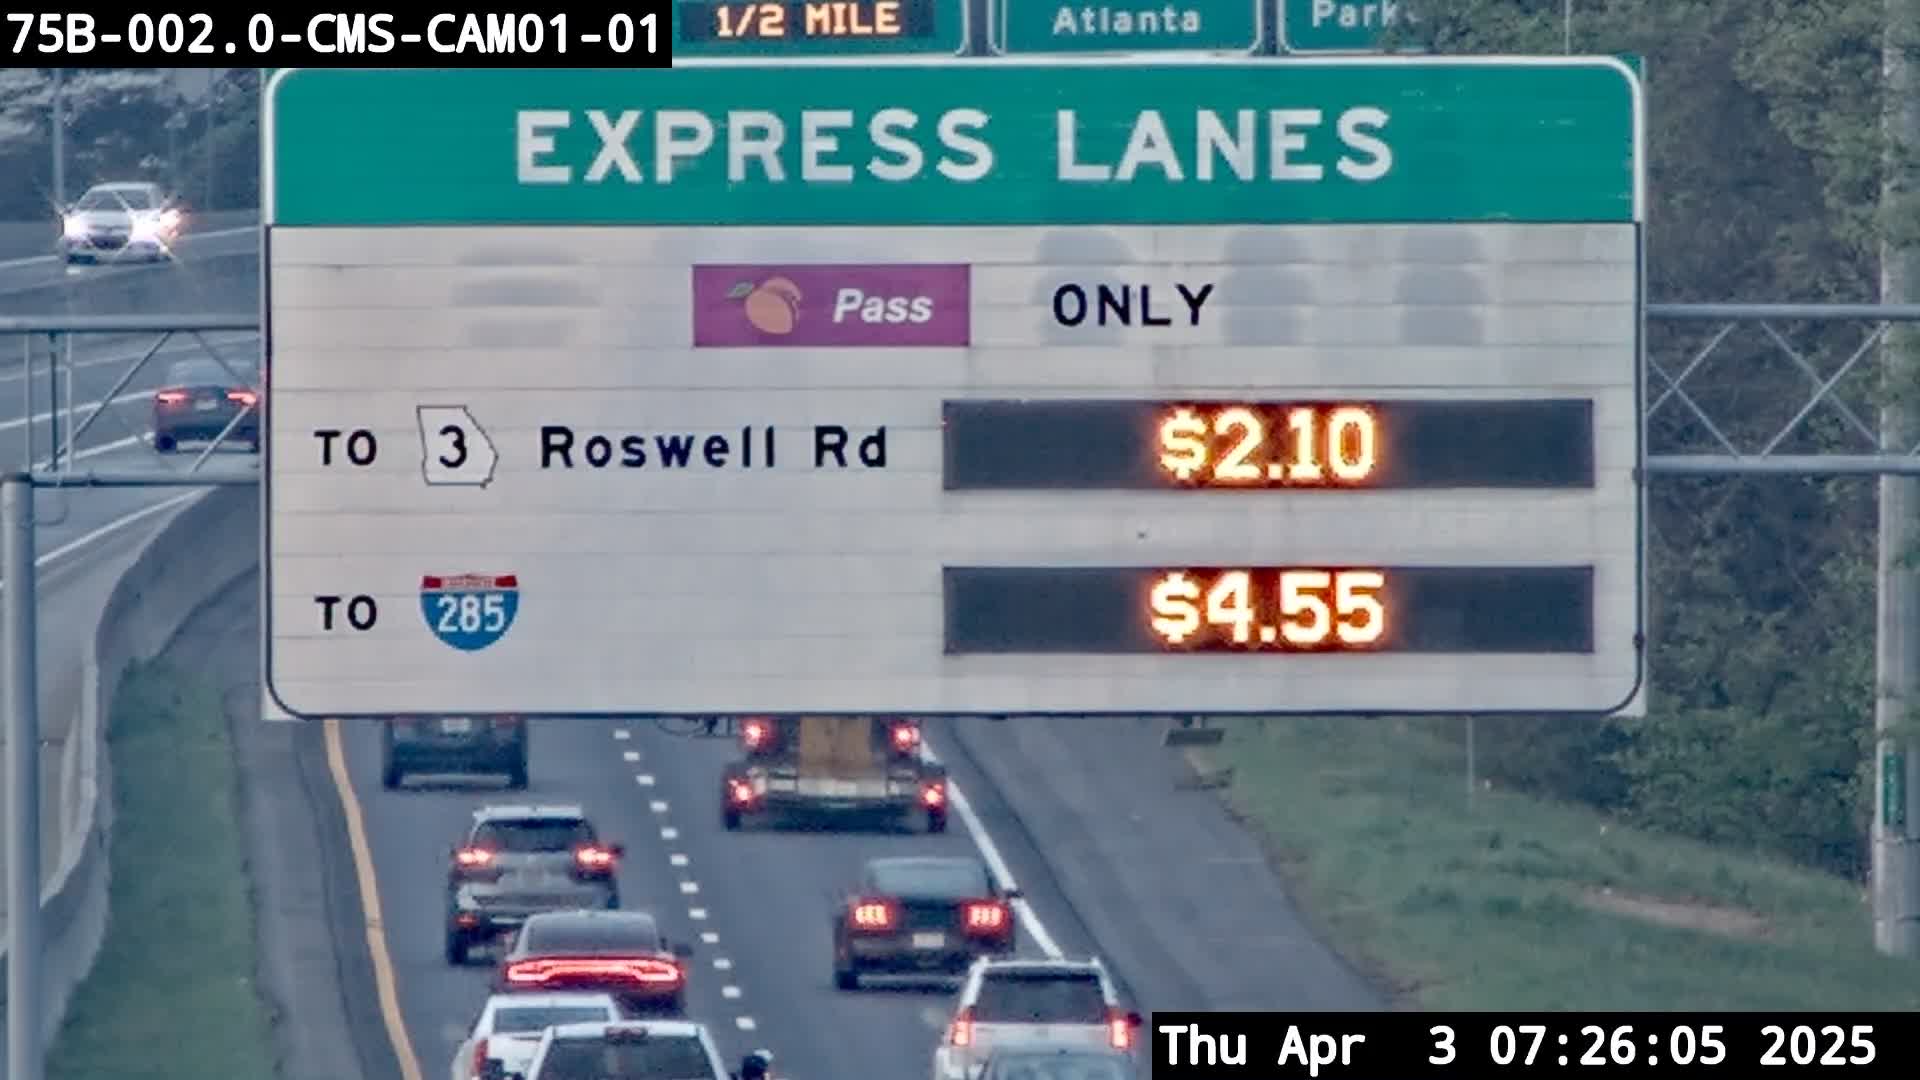 75B-002.0-CMS-CAM01-01
1/2 MILE
Atlanta
Park
EXPRESS LANES
Pass ONLY
TO 3 Roswell Rd $2.10
TO 285 $4.55
Thu Apr 3 07:26:05 2025